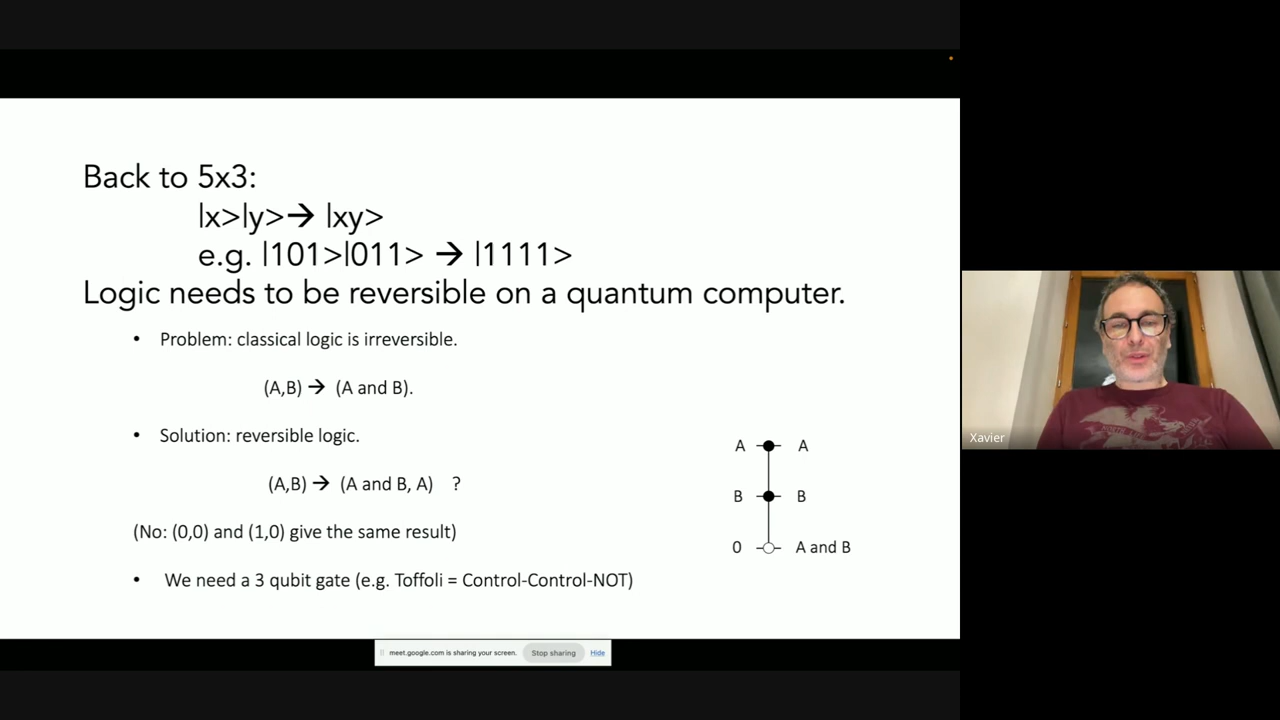 Back to 5x3:
|x>|y>→ |xy>
e.g. |101>|011> → |1111>
Logic needs to be reversible on a quantum computer.
• Problem: classical logic is irreversible.
(A,B) → (A and B).
• Solution: reversible logic.
(A,B) → (A and B, A) ?
(No: (0,0) and (1,0) give the same result)
• We need a 3 qubit gate (e.g. Toffoli = Control-Control-NOT)
A A
B B
0 A and B
meet.google.com is sharing your screen. Stop sharing Hide
Xavier